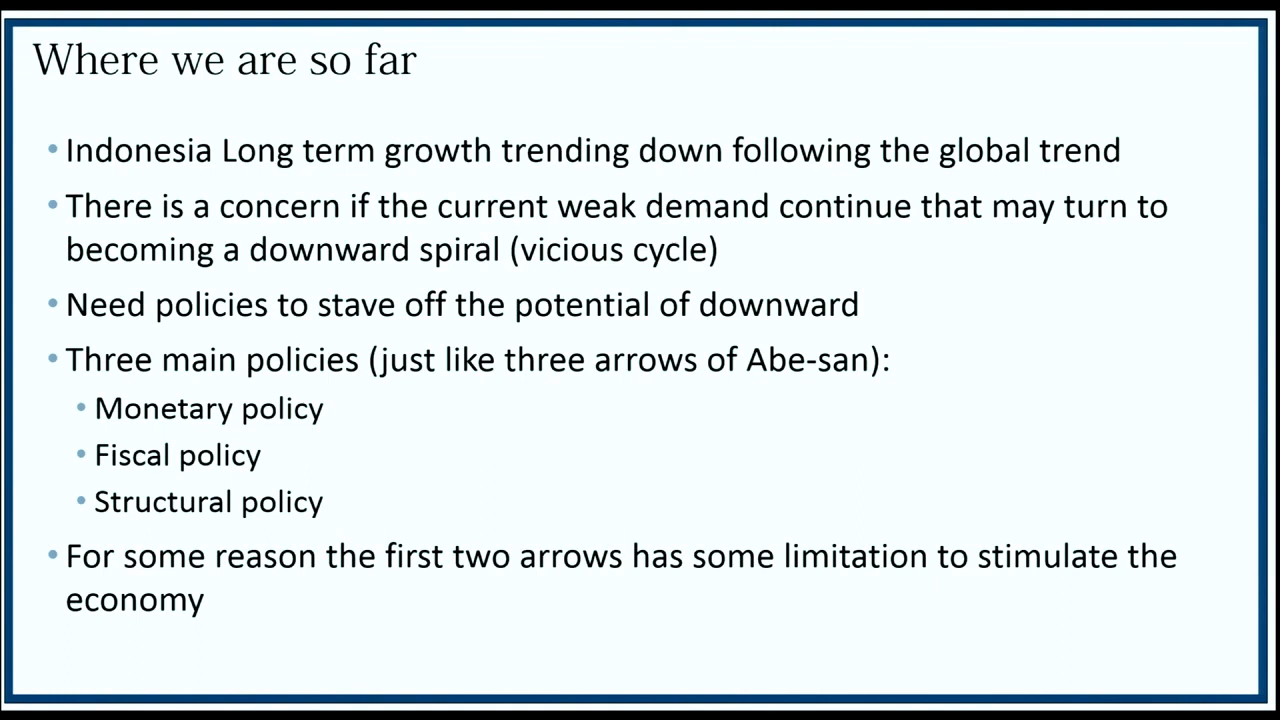 Where we are so far
• Indonesia Long term growth trending down following the global trend
• There is a concern if the current weak demand continue that may turn to
becoming a downward spiral (vicious cycle)
• Need policies to stave off the potential of downward
• Three main policies (just like three arrows of Abe-san):
• Monetary policy
• Fiscal policy
• Structural policy
• For some reason the first two arrows has some limitation to stimulate the
economy